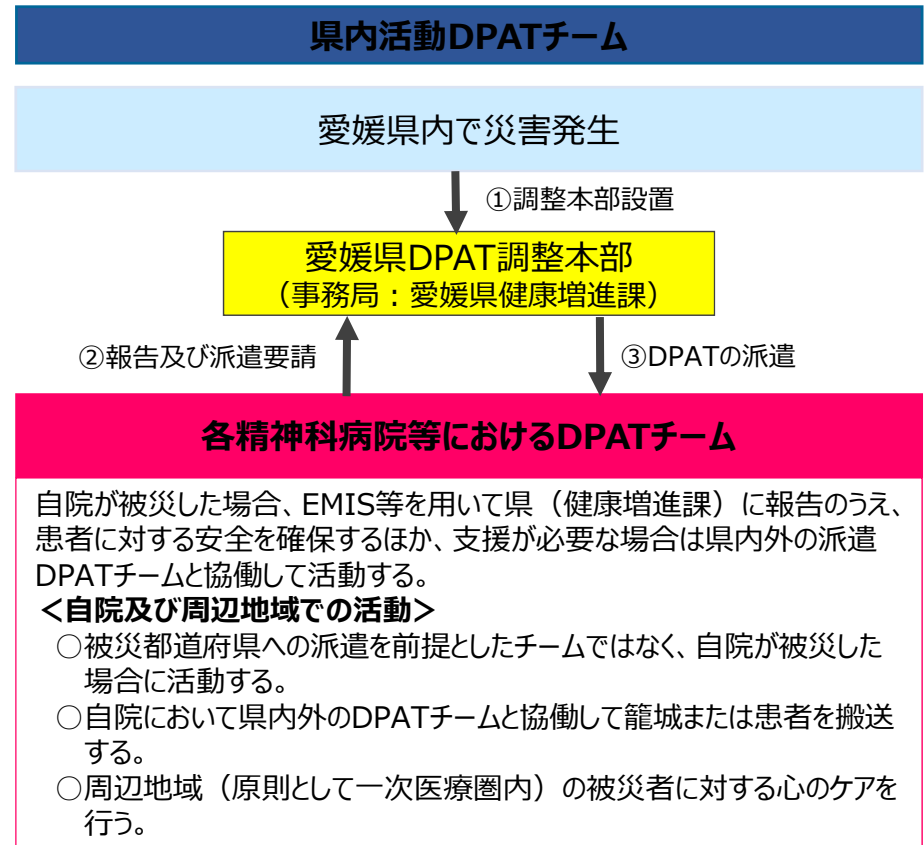 県内活動DPATチーム
愛媛県内で災害発生
①調整本部設置
愛媛県DPAT調整本部
（事務局：愛媛県健康増進課）
②報告及び派遣要請
③DPATの派遣
各精神科病院等におけるDPATチーム
自院が被災した場合、EMIS等を用いて県（健康増進課）に報告のうえ、
患者に対する安全を確保するほか、支援が必要な場合は県内外の派遣
DPATチームと協働して活動する。
＜自院及び周辺地域での活動＞
○被災都道府県への派遣を前提としたチームではなく、自院が被災した
場合に活動する。
○自院において県内外のDPATチームと協働して籠城または患者を搬送
する。
○周辺地域（原則として一次医療圏内）の被災者に対する心のケアを
行う。